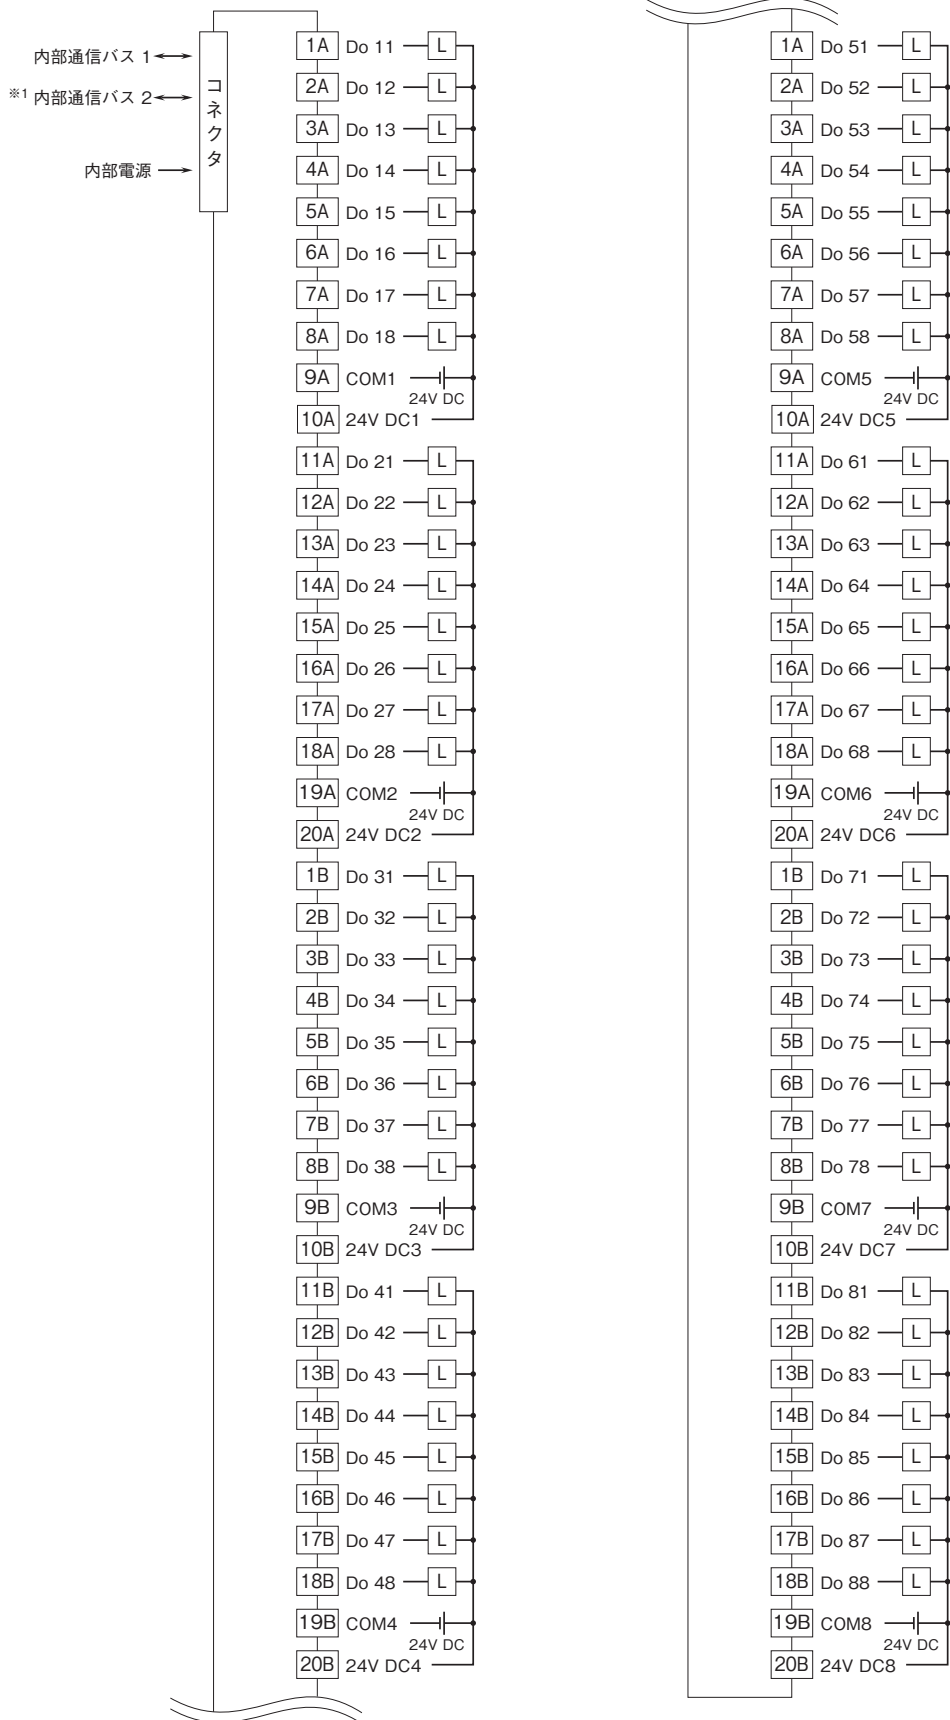 内部通信バス 1
※1 内部通信バス 2
内部電源
コネクタ
1A Do 11 L
2A Do 12 L
3A Do 13 L
4A Do 14 L
5A Do 15 L
6A Do 16 L
7A Do 17 L
8A Do 18 L
9A COM1
24V DC
10A 24V DC1
11A Do 21 L
12A Do 22 L
13A Do 23 L
14A Do 24 L
15A Do 25 L
16A Do 26 L
17A Do 27 L
18A Do 28 L
19A COM2
24V DC
20A 24V DC2
1B Do 31 L
2B Do 32 L
3B Do 33 L
4B Do 34 L
5B Do 35 L
6B Do 36 L
7B Do 37 L
8B Do 38 L
9B COM3
24V DC
10B 24V DC3
11B Do 41 L
12B Do 42 L
13B Do 43 L
14B Do 44 L
15B Do 45 L
16B Do 46 L
17B Do 47 L
18B Do 48 L
19B COM4
24V DC
20B 24V DC4
1A Do 51 L
2A Do 52 L
3A Do 53 L
4A Do 54 L
5A Do 55 L
6A Do 56 L
7A Do 57 L
8A Do 58 L
9A COM5
24V DC
10A 24V DC5
11A Do 61 L
12A Do 62 L
13A Do 63 L
14A Do 64 L
15A Do 65 L
16A Do 66 L
17A Do 67 L
18A Do 68 L
19A COM6
24V DC
20A 24V DC6
1B Do 71 L
2B Do 72 L
3B Do 73 L
4B Do 74 L
5B Do 75 L
6B Do 76 L
7B Do 77 L
8B Do 78 L
9B COM7
24V DC
10B 24V DC7
11B Do 81 L
12B Do 82 L
13B Do 83 L
14B Do 84 L
15B Do 85 L
16B Do 86 L
17B Do 87 L
18B Do 88 L
19B COM8
24V DC
20B 24V DC8